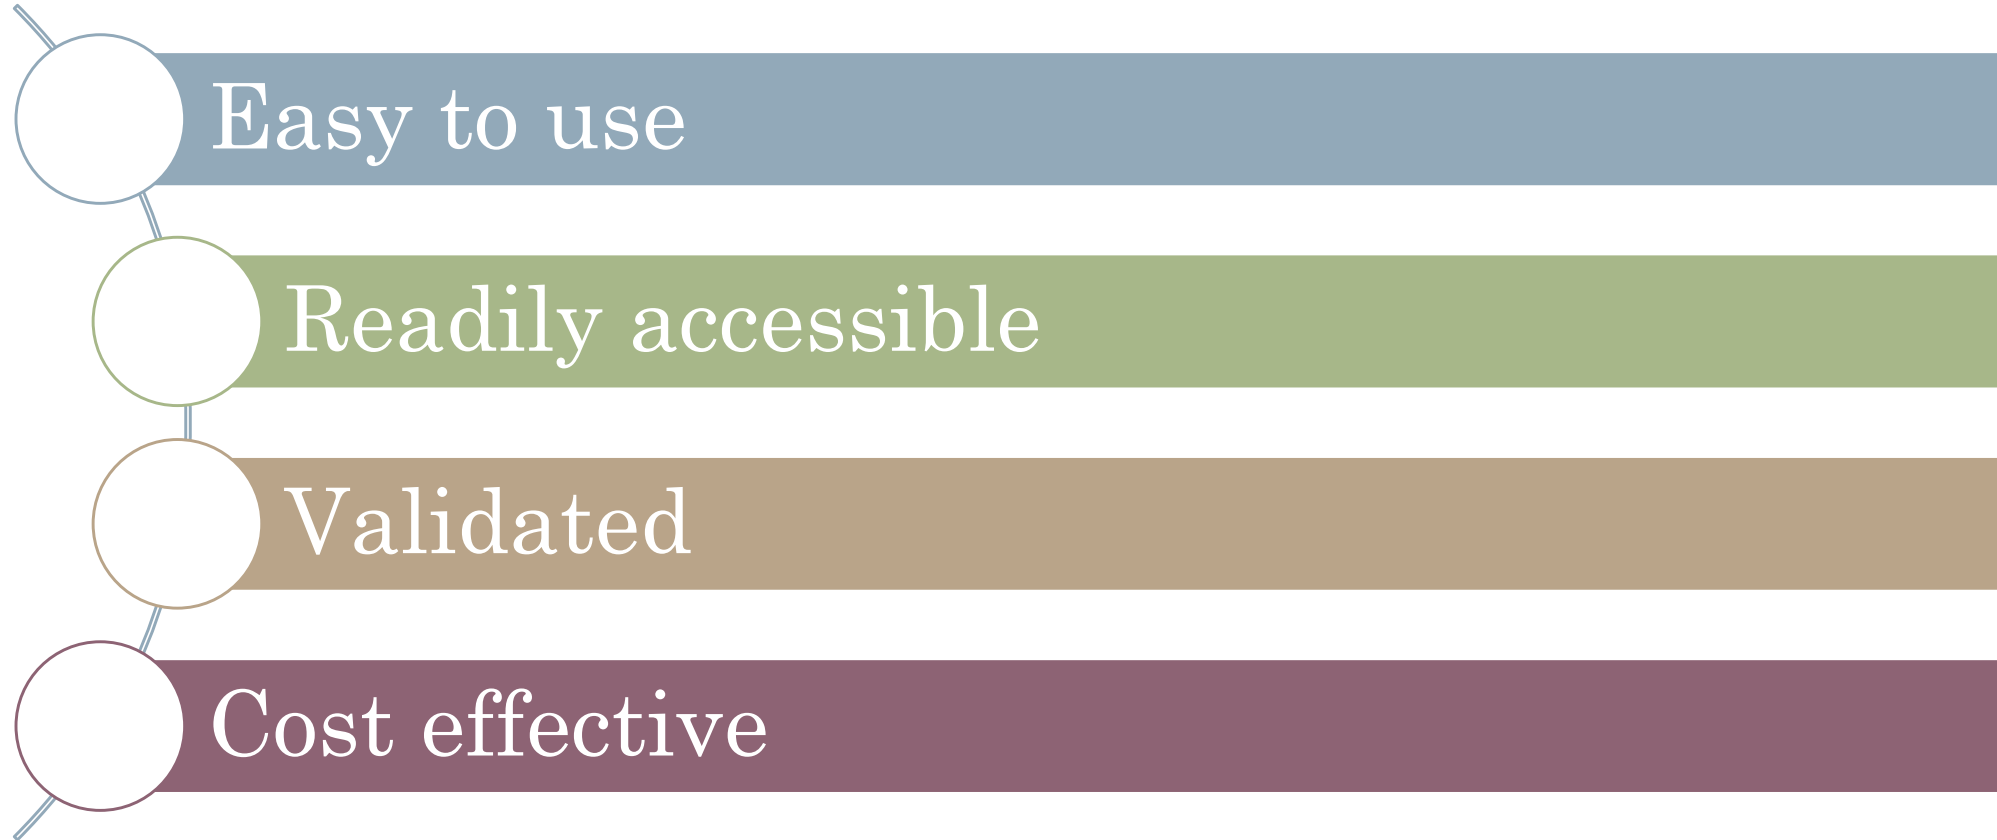 Easy to use
Readily accessible
Validated
Cost effective